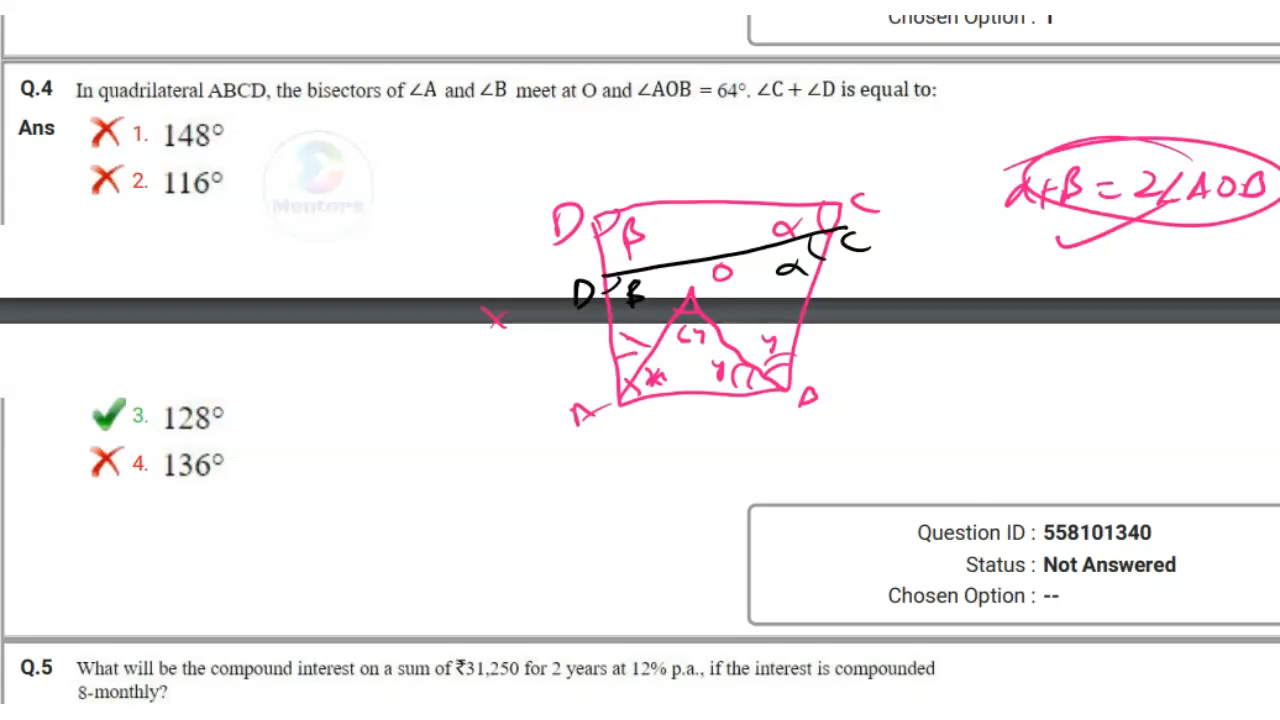 Chosen Option : 1
Q.4 In quadrilateral ABCD, the bisectors of ∠A and ∠B meet at O and ∠AOB = 64°. ∠C + ∠D is equal to:
Ans 1. 148°
2. 116°
Mentors
α+β = 2∠AOB
D β α C
D β O α C
x
y
x y
A B
3. 128°
4. 136°
Question ID : 558101340
Status : Not Answered
Chosen Option : --
Q.5 What will be the compound interest on a sum of ₹31,250 for 2 years at 12% p.a., if the interest is compounded
8-monthly?